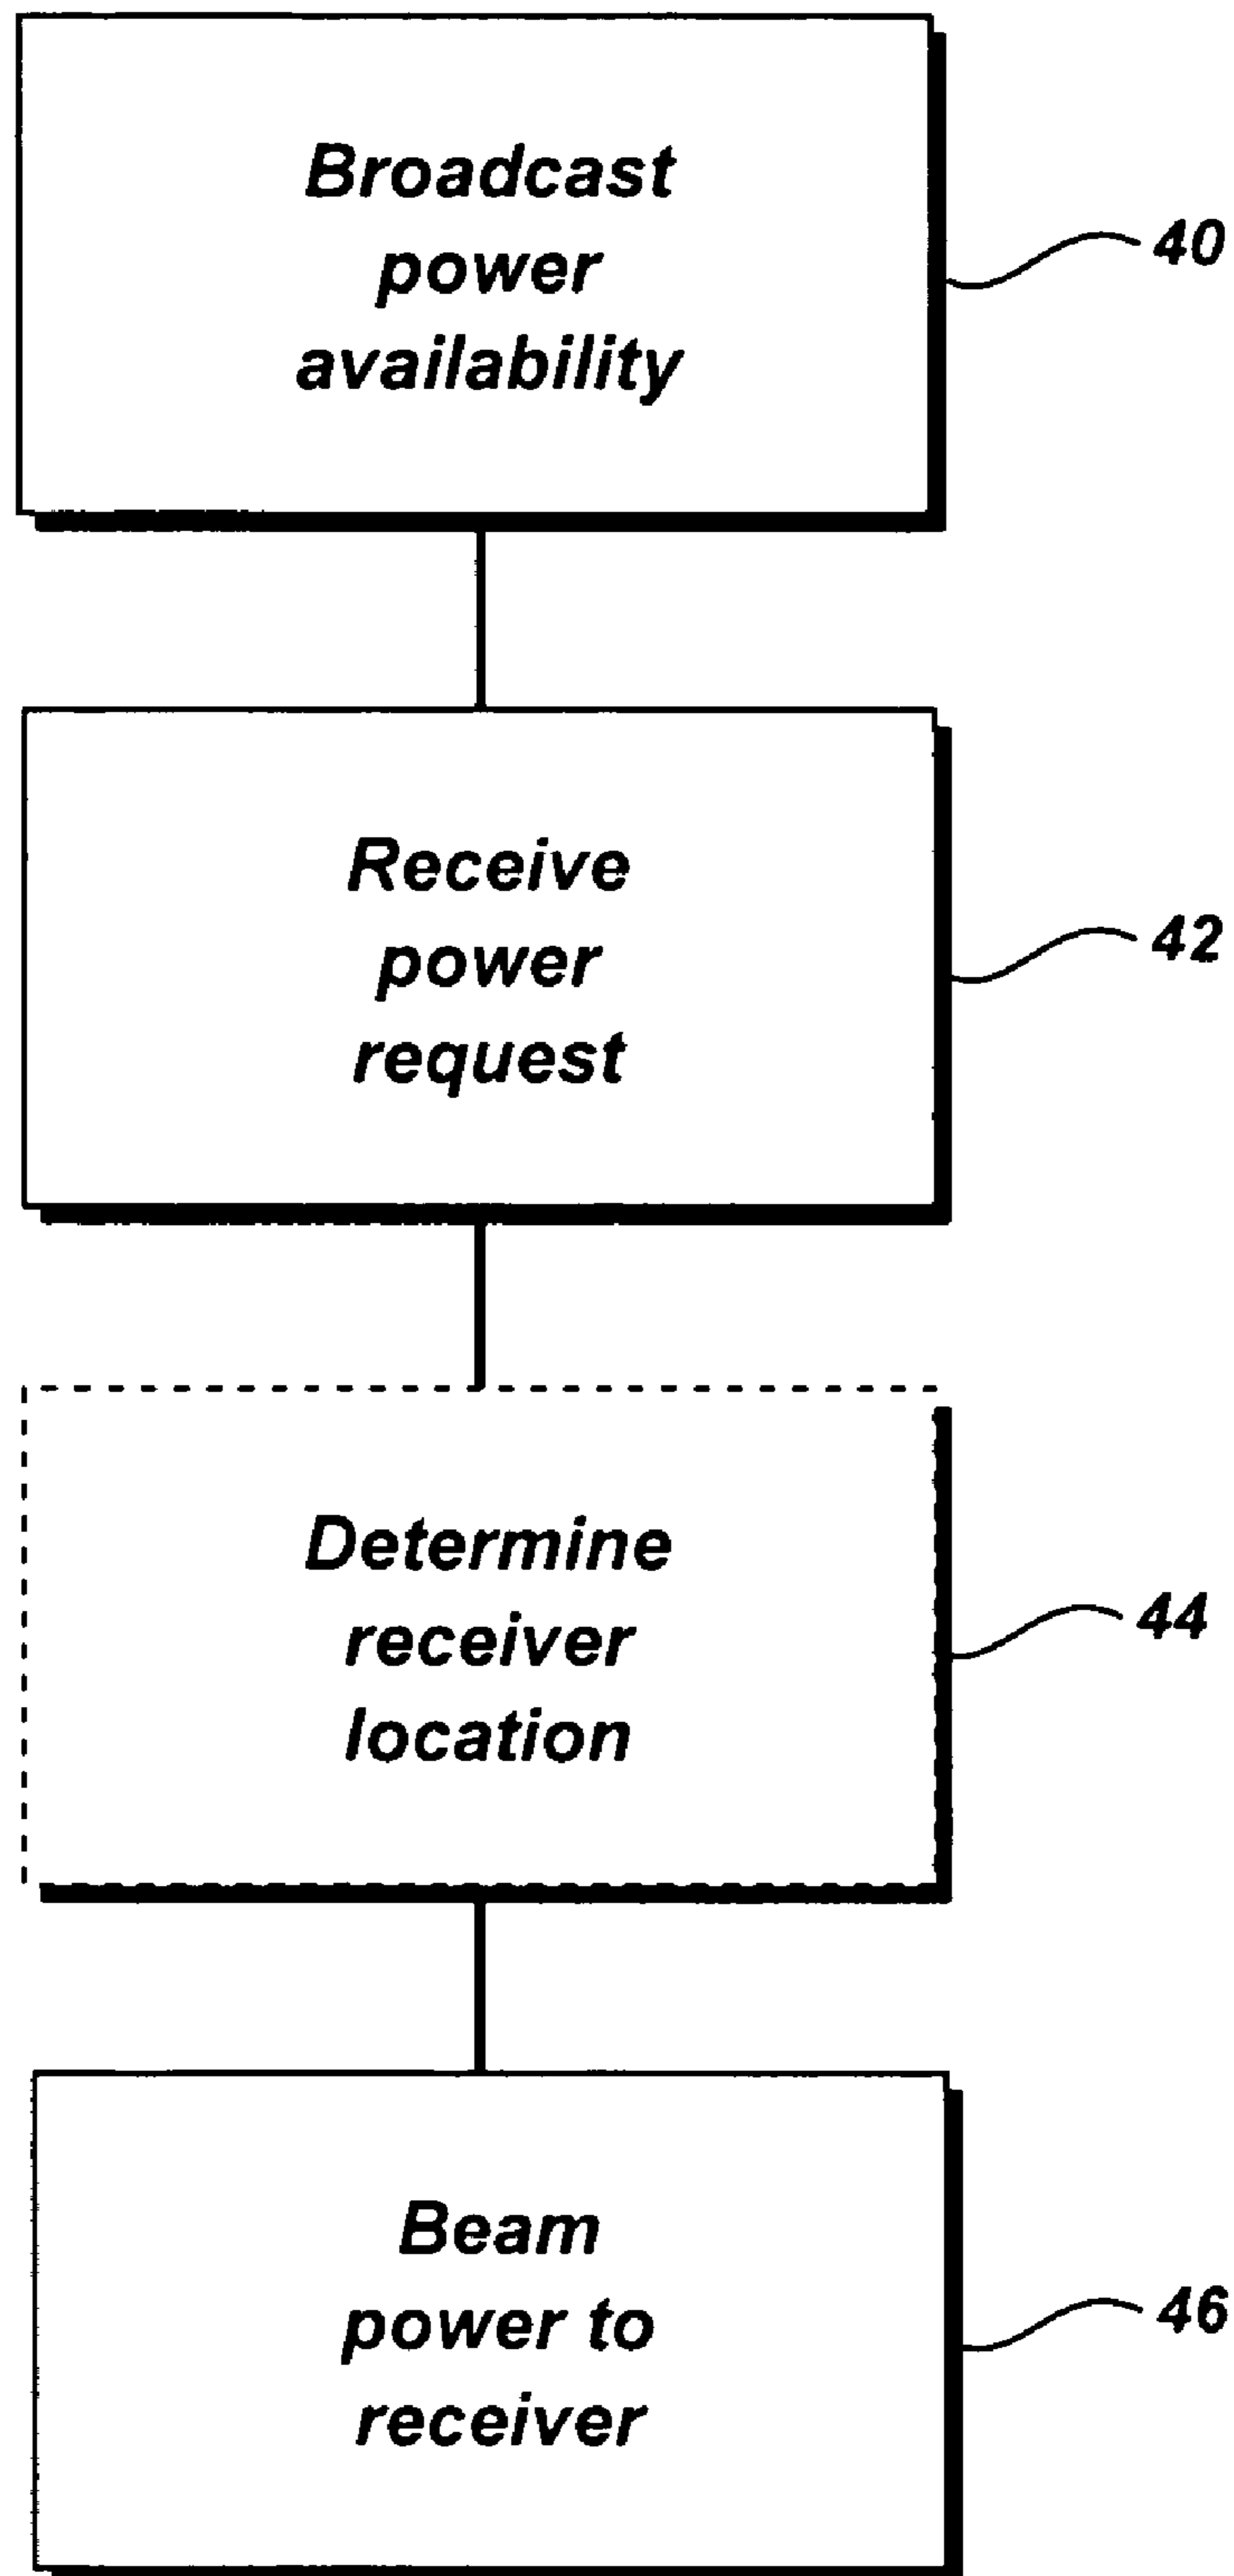 Broadcast
power
availability
40
Receive
power
request
42
Determine
receiver
location
44
Beam
power to
receiver
46